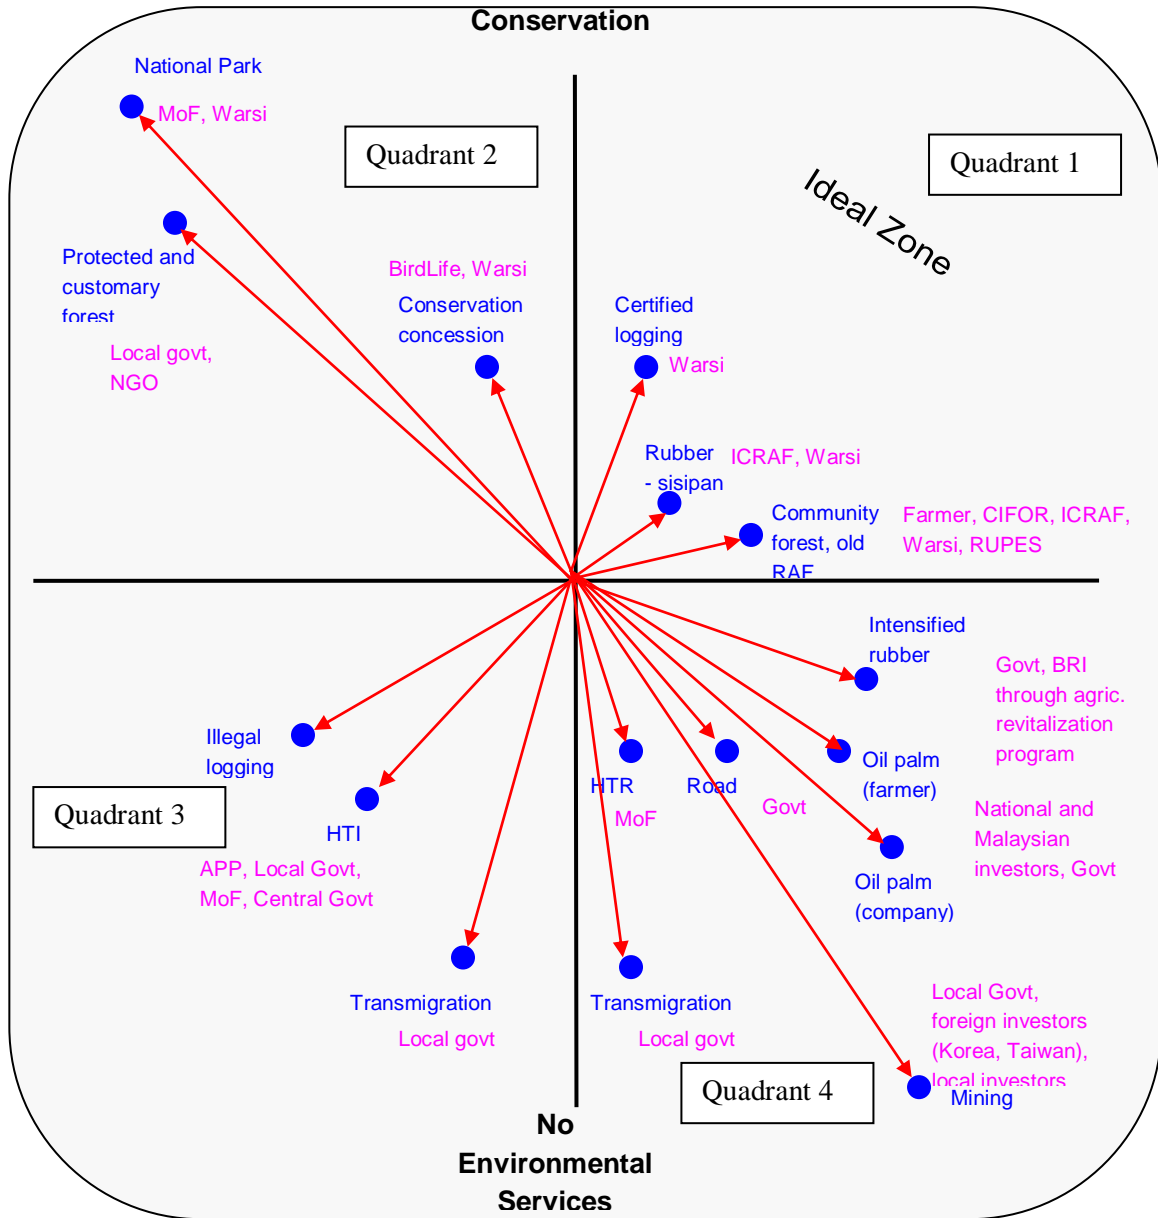 Conservation
National Park
MoF, Warsi
Quadrant 2
Quadrant 1
Ideal Zone
Protected and
customary
forest
Local govt,
NGO
BirdLife, Warsi
Conservation
concession
Certified
logging
Warsi
Rubber
- sisipan
ICRAF, Warsi
Community
forest, old
RAF
Farmer, CIFOR, ICRAF,
Warsi, RUPES
Intensified
rubber
Govt, BRI
through agric.
revitalization
program
Illegal
logging
Quadrant 3
HTI
APP, Local Govt,
MoF, Central Govt
HTR
MoF
Road
Govt
Oil palm
(farmer)
National and
Malaysian
investors, Govt
Oil palm
(company)
Transmigration
Local govt
Transmigration
Local govt
Local Govt,
foreign investors
(Korea, Taiwan),
local investors
Mining
Quadrant 4
No
Environmental
Services